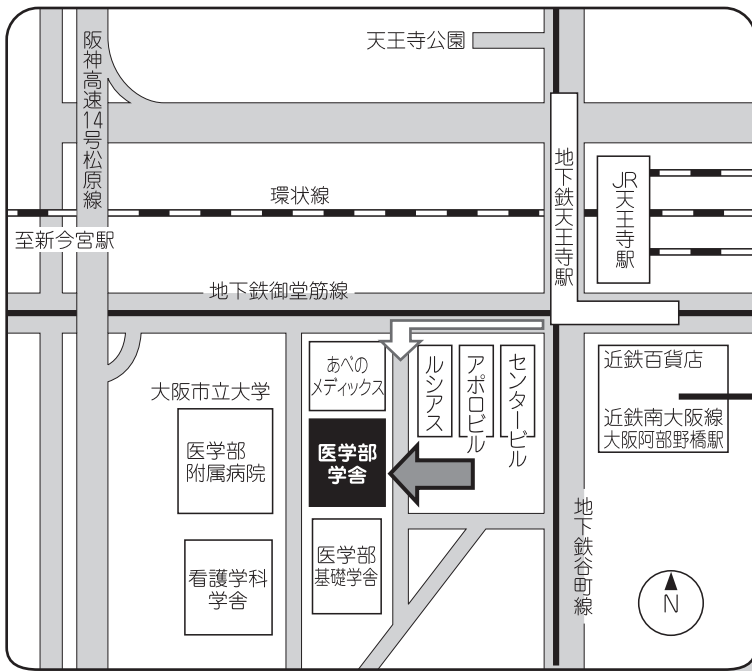 天王寺公園
阪神高速14号松原線
地下鉄天王寺駅
JR天王寺駅
環状線
至新今宮駅
地下鉄御堂筋線
あべの
メディックス
ルシアス
アポロビル
センタービル
近鉄百貨店
近鉄南大阪線
大阪阿部野橋駅
大阪市立大学
医学部
附属病院
医学部
学舎
看護学科
学舎
医学部
基礎学舎
地下鉄谷町線
N